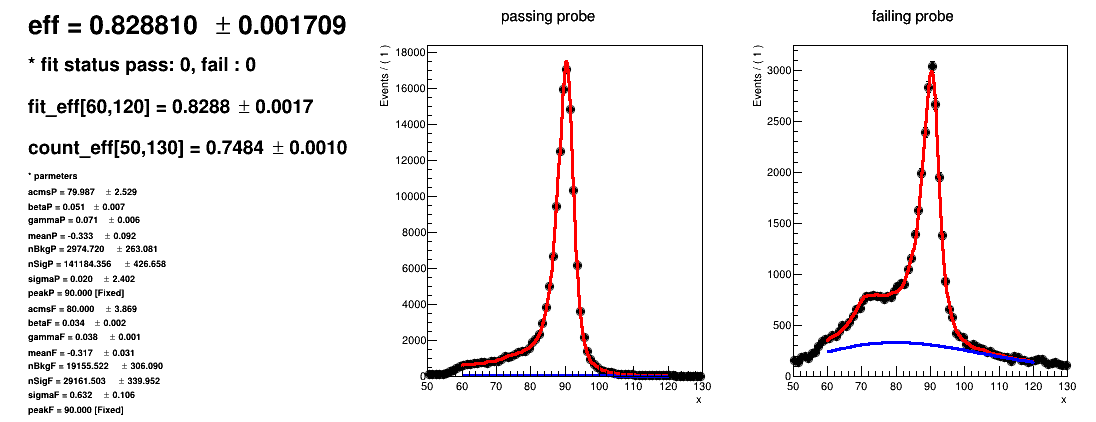 eff = 0.828810 ± 0.001709
* fit status pass: 0, fail : 0
fit_eff[60,120] = 0.8288 ± 0.0017
count_eff[50,130] = 0.7484 ± 0.0010
* parmeters
acmsP = 79.987 ± 2.529
betaP = 0.051 ± 0.007
gammaP = 0.071 ± 0.006
meanP = -0.333 ± 0.092
nBkgP = 2974.720 ± 263.081
nSigP = 141184.356 ± 426.658
sigmaP = 0.020 ± 2.402
peakP = 90.000 [Fixed]
acmsF = 80.000 ± 3.869
betaF = 0.034 ± 0.002
gammaF = 0.038 ± 0.001
meanF = -0.317 ± 0.031
nBkgF = 19155.522 ± 306.090
nSigF = 29161.503 ± 339.952
sigmaF = 0.632 ± 0.106
peakF = 90.000 [Fixed]
passing probe
Events / ( 1 )
18000
16000
14000
12000
10000
8000
6000
4000
2000
0
50 60 70 80 90 100 110 120 130
x
failing probe
Events / ( 1 )
3000
2500
2000
1500
1000
500
0
50 60 70 80 90 100 110 120 130
x